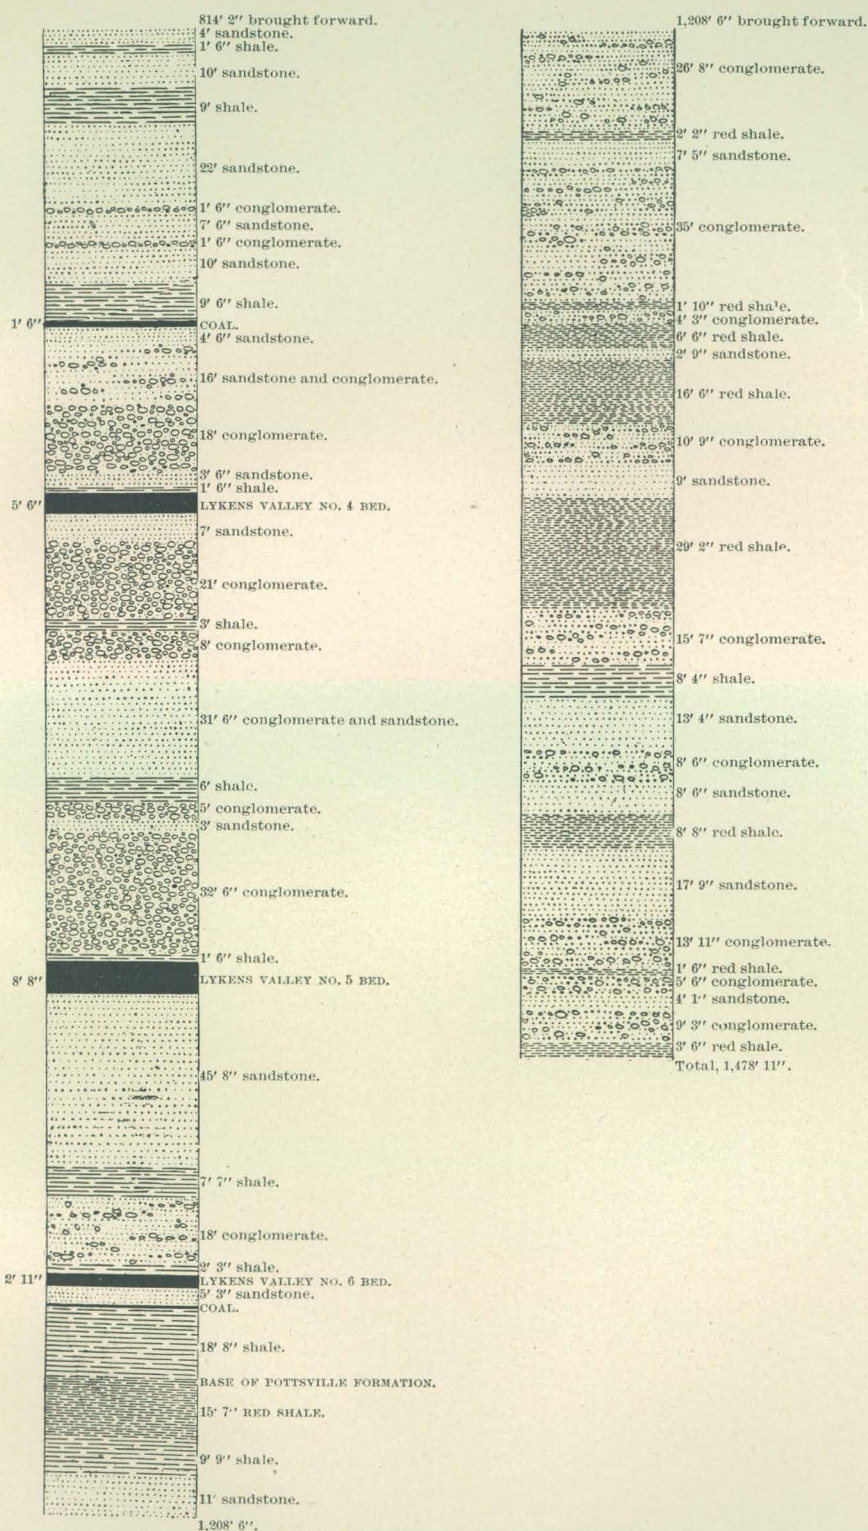 814' 2" brought forward.
4' sandstone.
1' 6" shale.
10' sandstone.
9' shale.
22' sandstone.
1' 6" conglomerate.
7' 6" sandstone.
1' 6" conglomerate.
10' sandstone.
9' 6" shale.
1' 6" COAL.
4' 6" sandstone.
16' sandstone and conglomerate.
18' conglomerate.
3' 6" sandstone.
1' 6" shale.
5' 6" LYKENS VALLEY NO. 4 BED.
7' sandstone.
21' conglomerate.
3' shale.
8' conglomerate.
31' 6" conglomerate and sandstone.
6' shale.
5' conglomerate.
3' sandstone.
32' 6" conglomerate.
1' 6" shale.
8' 8" LYKENS VALLEY NO. 5 BED.
45' 8" sandstone.
7' 7" shale.
18' conglomerate.
2' 3" shale.
2' 11" LYKENS VALLEY NO. 6 BED.
5' 3" sandstone.
COAL.
18' 8" shale.
BASE OF POTTSVILLE FORMATION.
15' 7" RED SHALE.
9' 9" shale.
11' sandstone.
1,208' 6".
1,208' 6" brought forward.
26' 8" conglomerate.
2' 2" red shale.
7' 5" sandstone.
35' conglomerate.
1' 10" red shale.
4' 3" conglomerate.
6' 6" red shale.
2' 9" sandstone.
16' 6" red shale.
10' 9" conglomerate.
9' sandstone.
29' 2" red shale.
15' 7" conglomerate.
8' 4" shale.
13' 4" sandstone.
8' 6" conglomerate.
8' 6" sandstone.
8' 8" red shale.
17' 9" sandstone.
13' 11" conglomerate.
1' 6" red shale.
5' 6" conglomerate.
4' 1" sandstone.
9' 3" conglomerate.
3' 6" red shale.
Total, 1,478' 11".